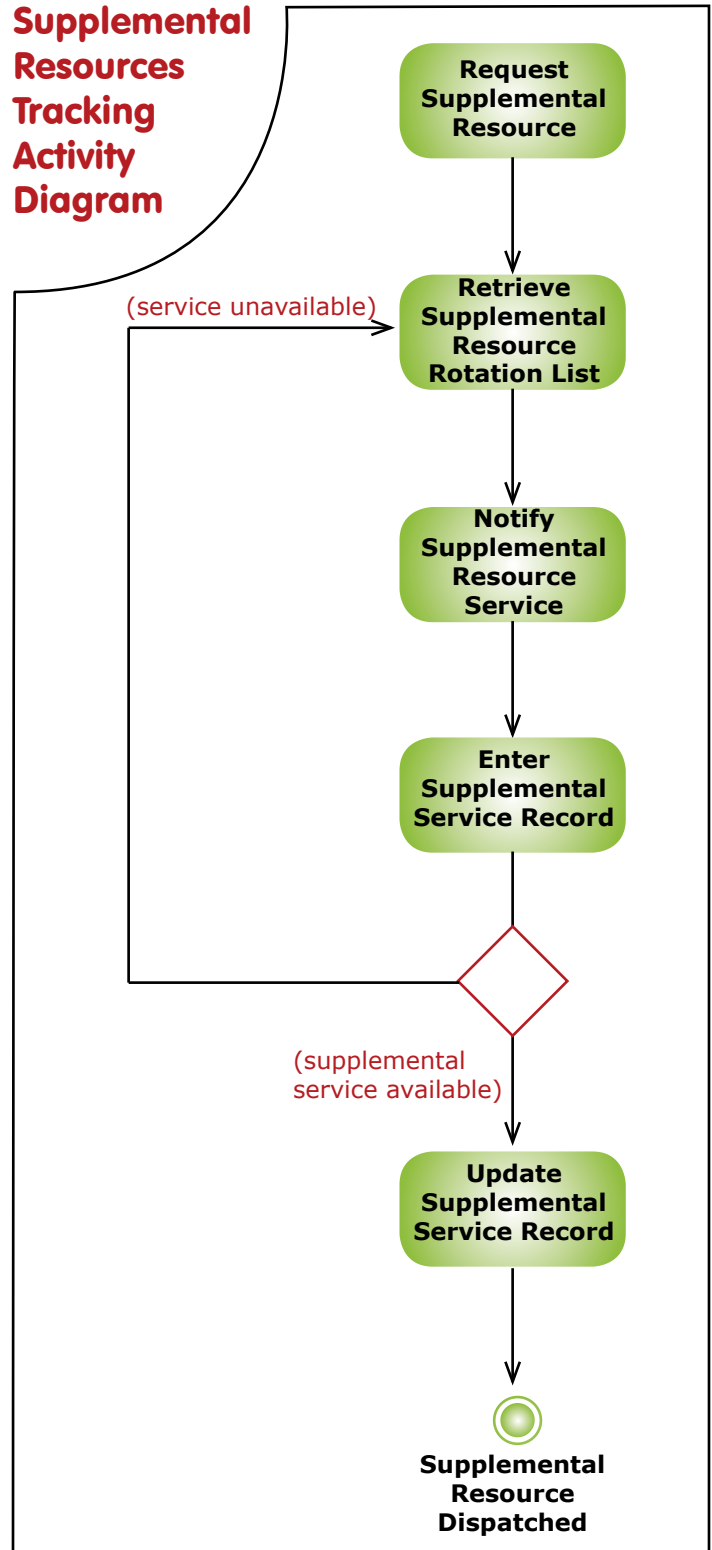 Supplemental
Resources
Tracking
Activity
Diagram
Request
Supplemental
Resource
(service unavailable)
Retrieve
Supplemental
Resource
Rotation List
Notify
Supplemental
Resource
Service
Enter
Supplemental
Service Record
(supplemental
service available)
Update
Supplemental
Service Record
Supplemental
Resource
Dispatched